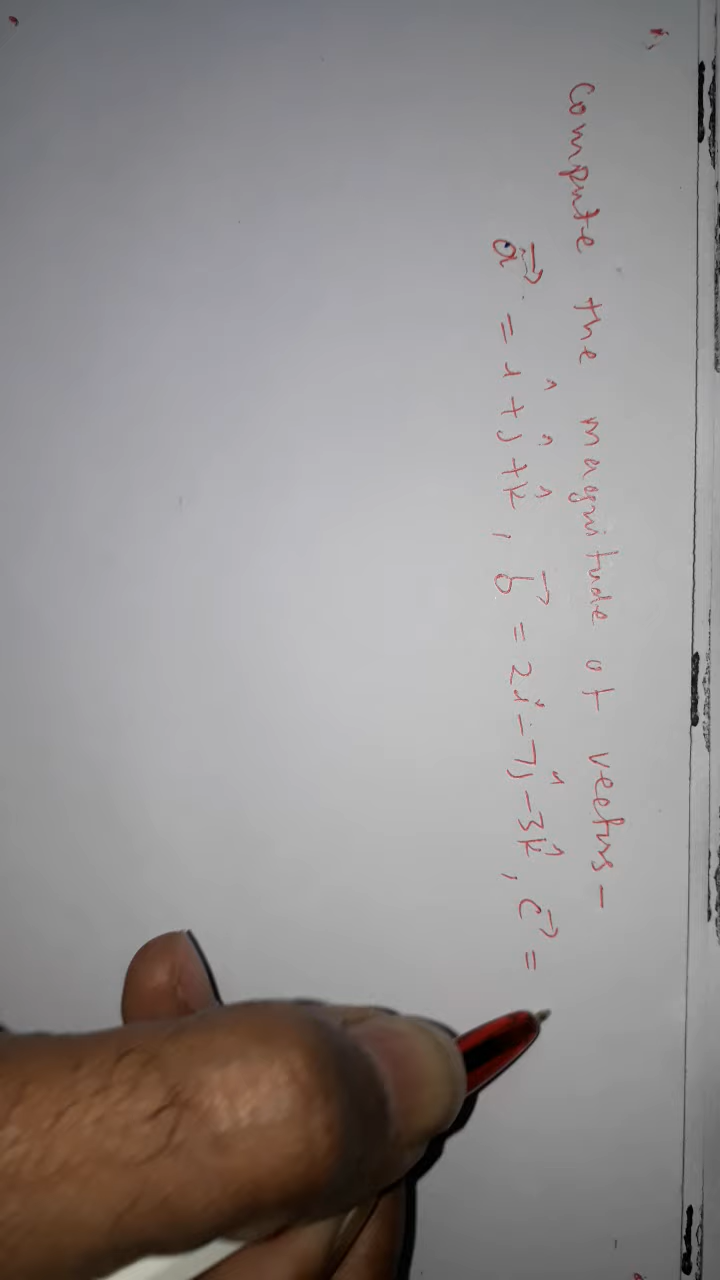 Compute the magnitude of vectors -
a⃗ = î + ĵ + k̂, b⃗ = 2î - 7ĵ - 3k̂, c⃗ =